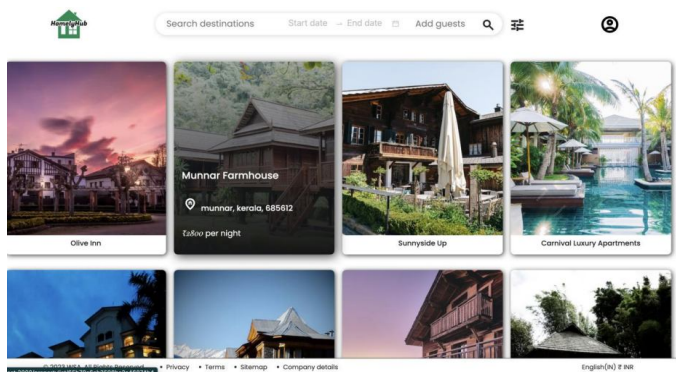 HomelyHub
Search destinations Start date → End date Add guests
Munnar Farmhouse
munnar, kerala, 685612
₹2800 per night
Olive Inn
Sunnyside Up
Carnival Luxury Apartments
© 2023 WSA. All Rights Reserved • Privacy • Terms • Sitemap • Company details English(IN) ₹ INR